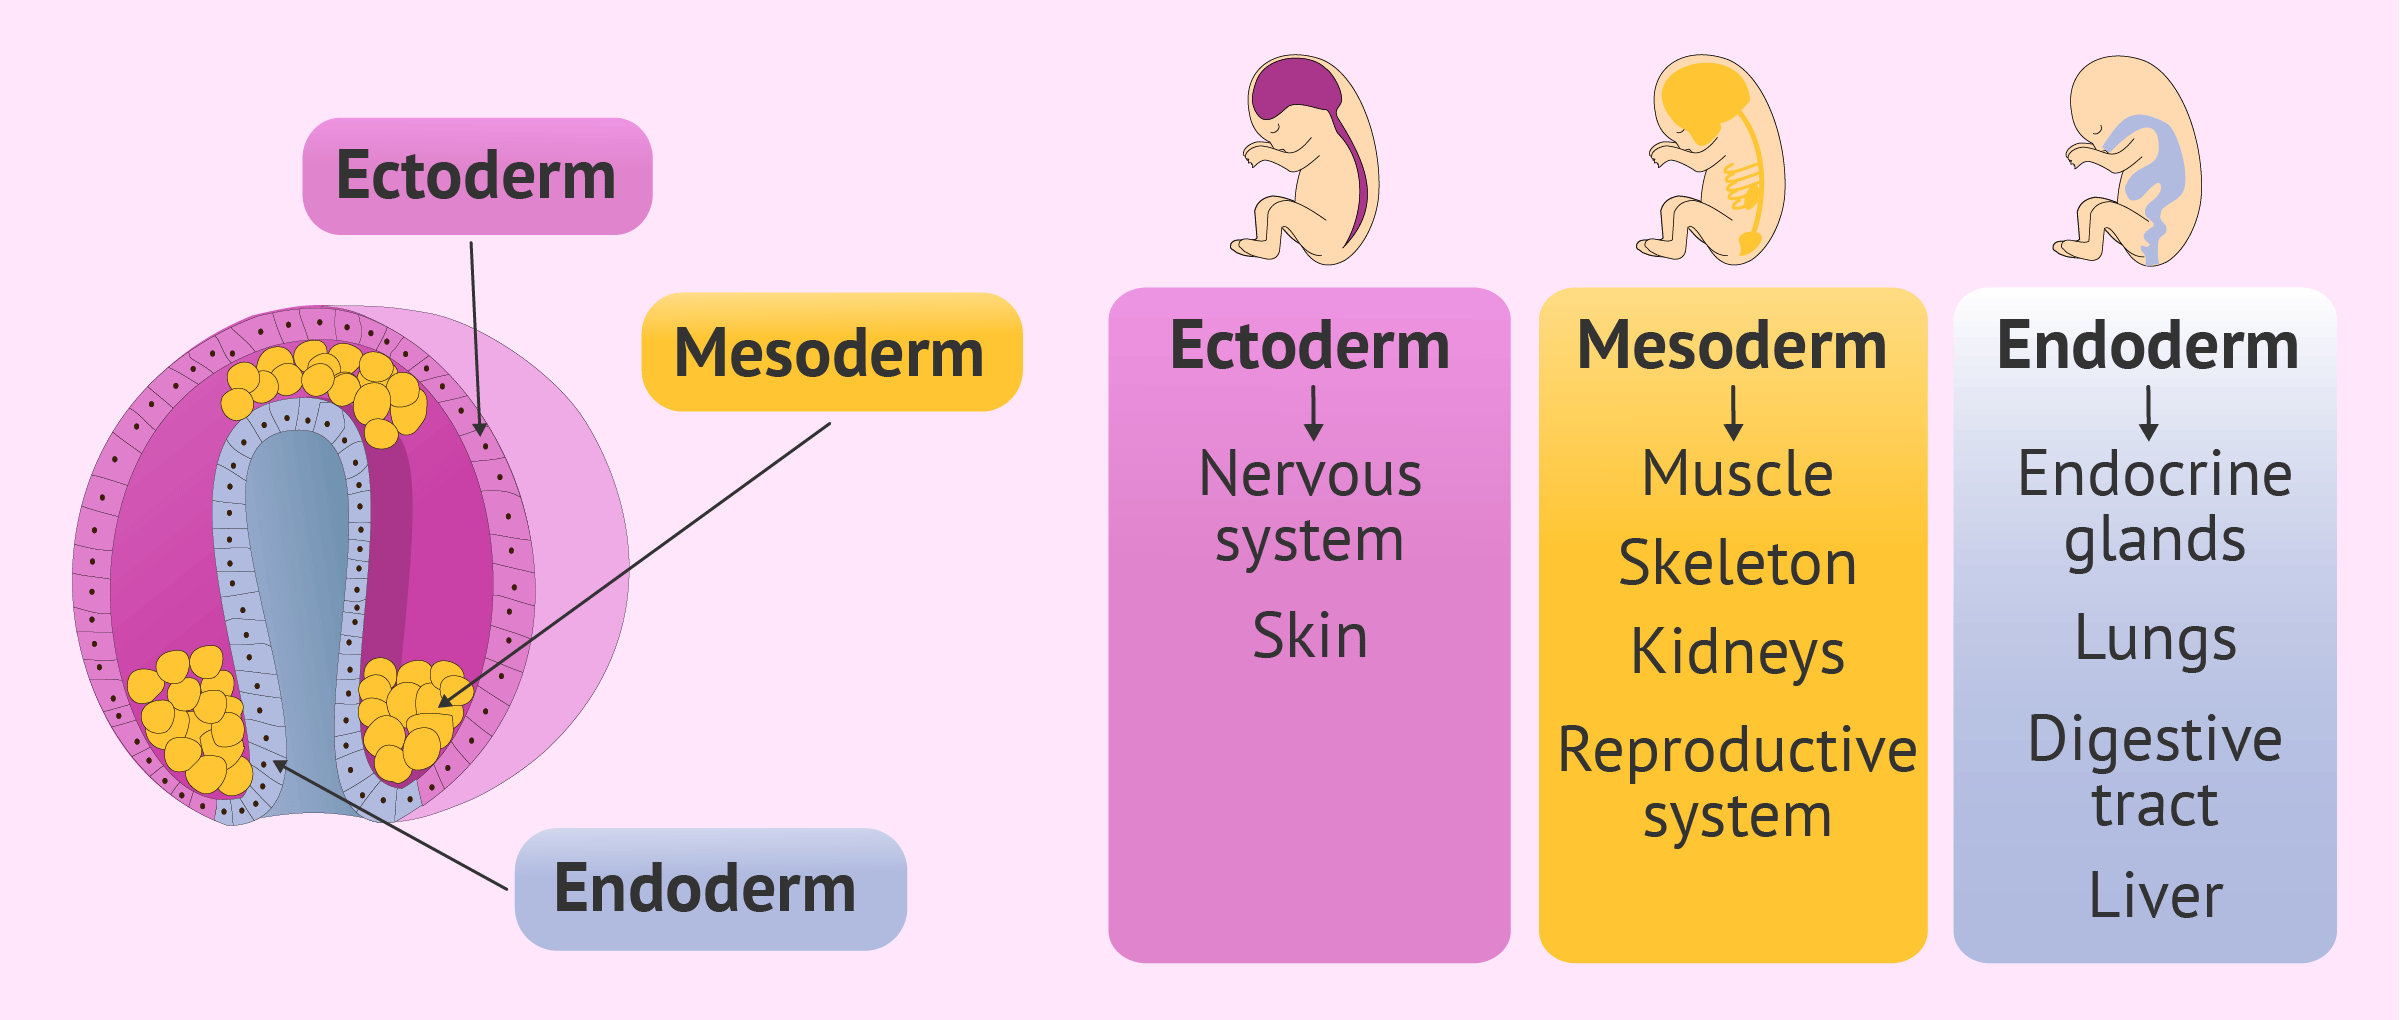 Ectoderm
Mesoderm
Endoderm
Ectoderm
Nervous
system
Skin
Mesoderm
Muscle
Skeleton
Kidneys
Reproductive
system
Endoderm
Endocrine
glands
Lungs
Digestive
tract
Liver